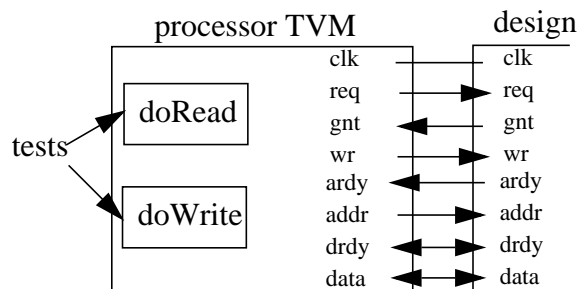 processor TVM
design
clk clk
req req
doRead
gnt gnt
tests
wr wr
ardy ardy
addr addr
doWrite
drdy drdy
data data